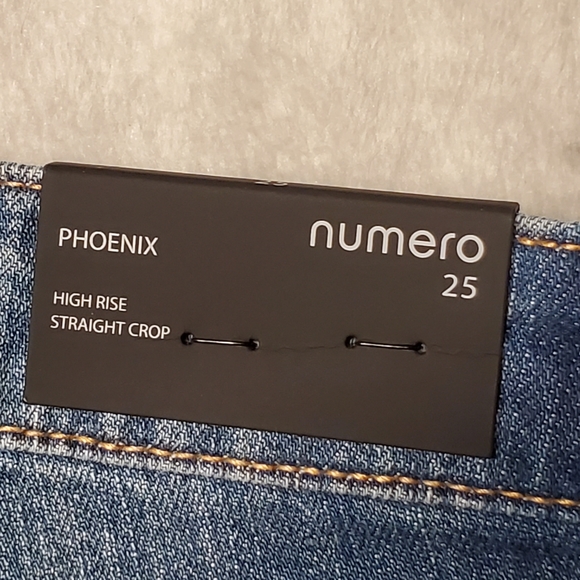 PHOENIX
numero
25
HIGH RISE
STRAIGHT CROP